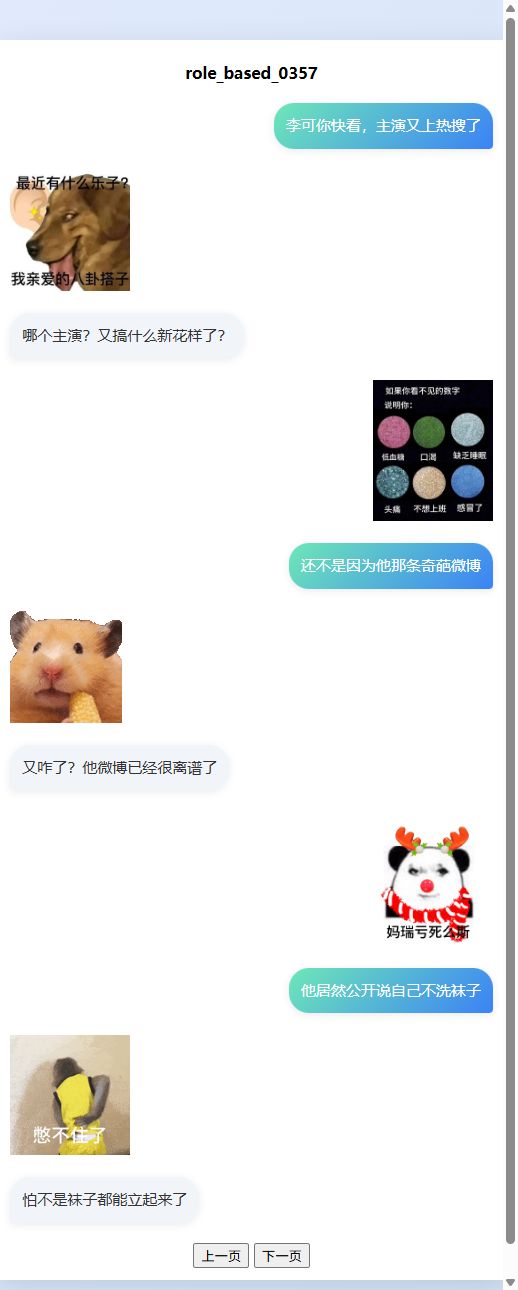 role_based_0357
李可你快看，主演又上热搜了
最近有什么乐子?
我亲爱的八卦搭子
哪个主演？又搞什么新花样了？
如果你看不见的数字
说明你：
低血糖
口渴
缺乏睡眠
头痛
不想上班
感冒了
还不是因为他那条奇葩微博
又咋了？他微博已经很离谱了
妈瑞亏死么斯
他居然公开说自己不洗袜子
憋不住了
怕不是袜子都能立起来了
上一页
下一页